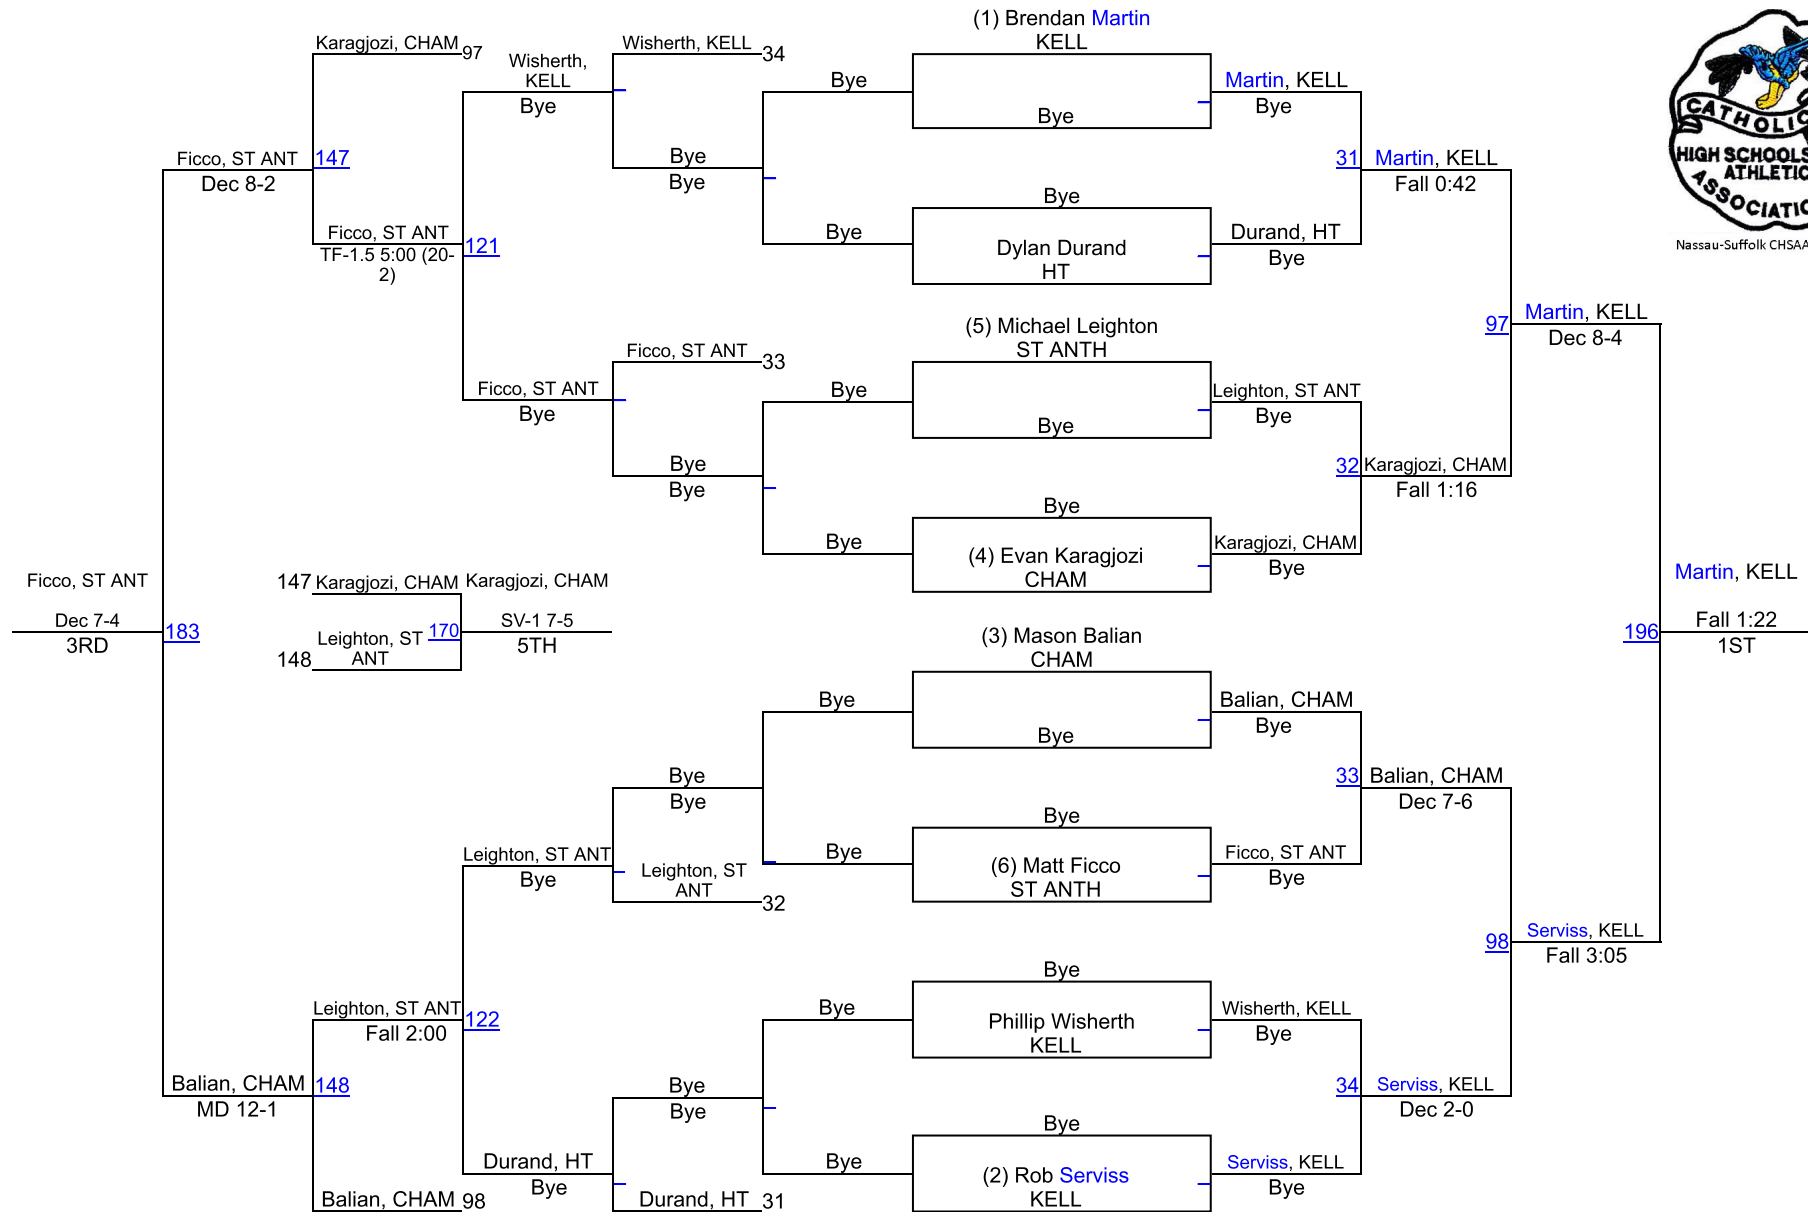 (1) Brendan Martin
KELL
Bye
Bye
Dylan Durand
HT
(5) Michael Leighton
ST ANTH
Bye
Bye
(4) Evan Karagjozi
CHAM
(3) Mason Balian
CHAM
Bye
Bye
(6) Matt Ficco
ST ANTH
Bye
Phillip Wisherth
KELL
Bye
(2) Rob Serviss
KELL
Martin, KELL
Bye
Durand, HT
Bye
Leighton, ST ANT
Bye
Karagjozi, CHAM
Bye
Balian, CHAM
Bye
Ficco, ST ANT
Bye
Wisherth, KELL
Bye
Serviss, KELL
Bye
31
Martin, KELL
Fall 0:42
32
Karagjozi, CHAM
Fall 1:16
33
Balian, CHAM
Dec 7-6
34
Serviss, KELL
Dec 2-0
97
Martin, KELL
Dec 8-4
98
Serviss, KELL
Fall 3:05
196
Martin, KELL
Fall 1:22
1ST
Bye
Bye
Bye
Bye
Bye
Bye
Bye
Bye
Wisherth, KELL
34
Bye
Bye
Ficco, ST ANT
33
Bye
Bye
Bye
Bye
Leighton, ST
ANT
32
Bye
Bye
Durand, HT
31
Wisherth,
KELL
Bye
Ficco, ST ANT
Bye
Leighton, ST ANT
Bye
Durand, HT
Bye
Karagjozi, CHAM
97
121
Ficco, ST ANT
TF-1.5 5:00 (20-
2)
122
Leighton, ST ANT
Fall 2:00
Balian, CHAM
98
147
Ficco, ST ANT
Dec 8-2
148
Balian, CHAM
MD 12-1
183
Ficco, ST ANT
Dec 7-4
3RD
147
Karagjozi, CHAM
148
Leighton, ST
ANT
170
Karagjozi, CHAM
SV-1 7-5
5TH
CATHOLIC
HIGH SCHOOLS
ATHLETIC
Nassau-Suffolk CHSAA